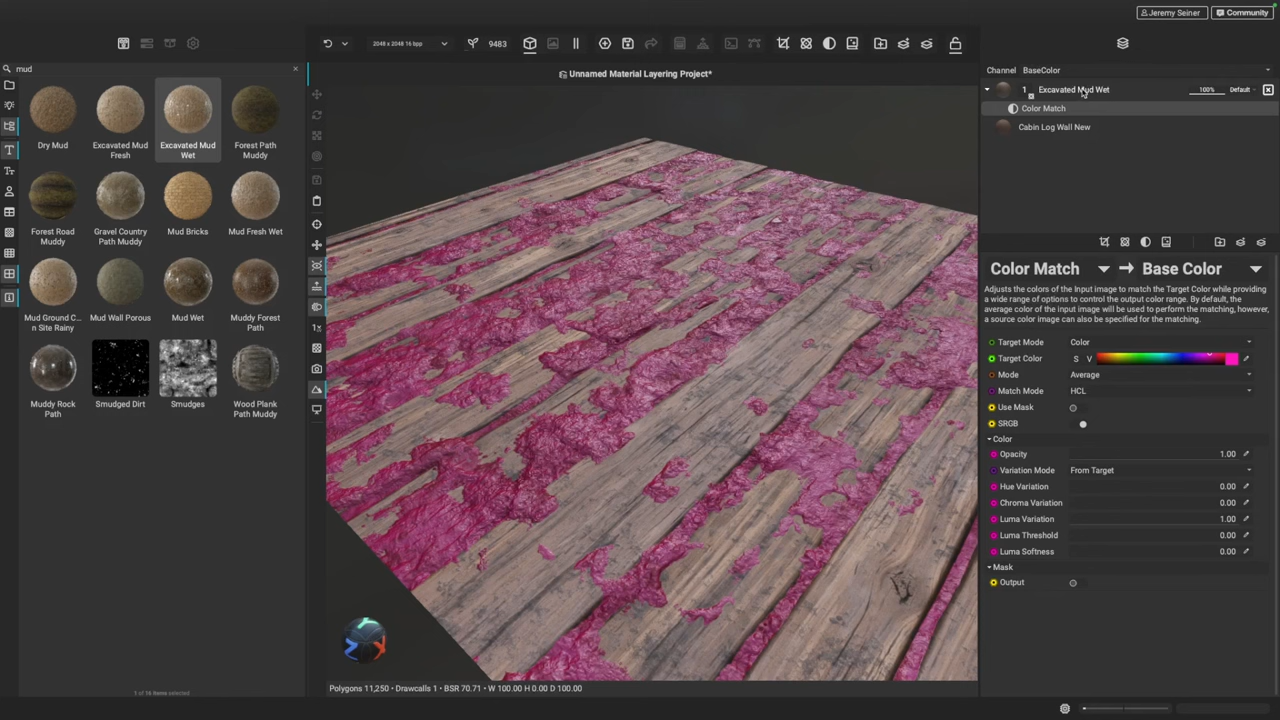 Jeremy Seiner
Community
2048 x 2048 16 bpp
9483
Unnamed Material Layering Project*
mud
Dry Mud
Excavated Mud Fresh
Excavated Mud Wet
Forest Path Muddy
Forest Road Muddy
Gravel Country Path Muddy
Mud Bricks
Mud Fresh Wet
Mud Ground C... n Site Rainy
Mud Wall Porous
Mud Wet
Muddy Forest Path
Muddy Rock Path
Smudged Dirt
Smudges
Wood Plank Path Muddy
1 of 16 items selected
1x
Polygons 11,250 • Drawcalls 1 • BSR 70.71 • W 100.00 H 0.00 D 100.00
Channel BaseColor
1 Excavated Mud Wet 100% Default
Color Match
Cabin Log Wall New
Color Match Base Color
Adjusts the colors of the Input image to match the Target Color while providing
a wide range of options to control the output color range. By default, the
average color of the input image will be used to perform the matching, however,
a source color image can also be specified for the matching.
Target Mode Color
Target Color S V
Mode Average
Match Mode HCL
Use Mask
SRGB
Color
Opacity 1.00
Variation Mode From Target
Hue Variation 0.00
Chroma Variation 0.00
Luma Variation 1.00
Luma Threshold 0.00
Luma Softness 0.00
Mask
Output